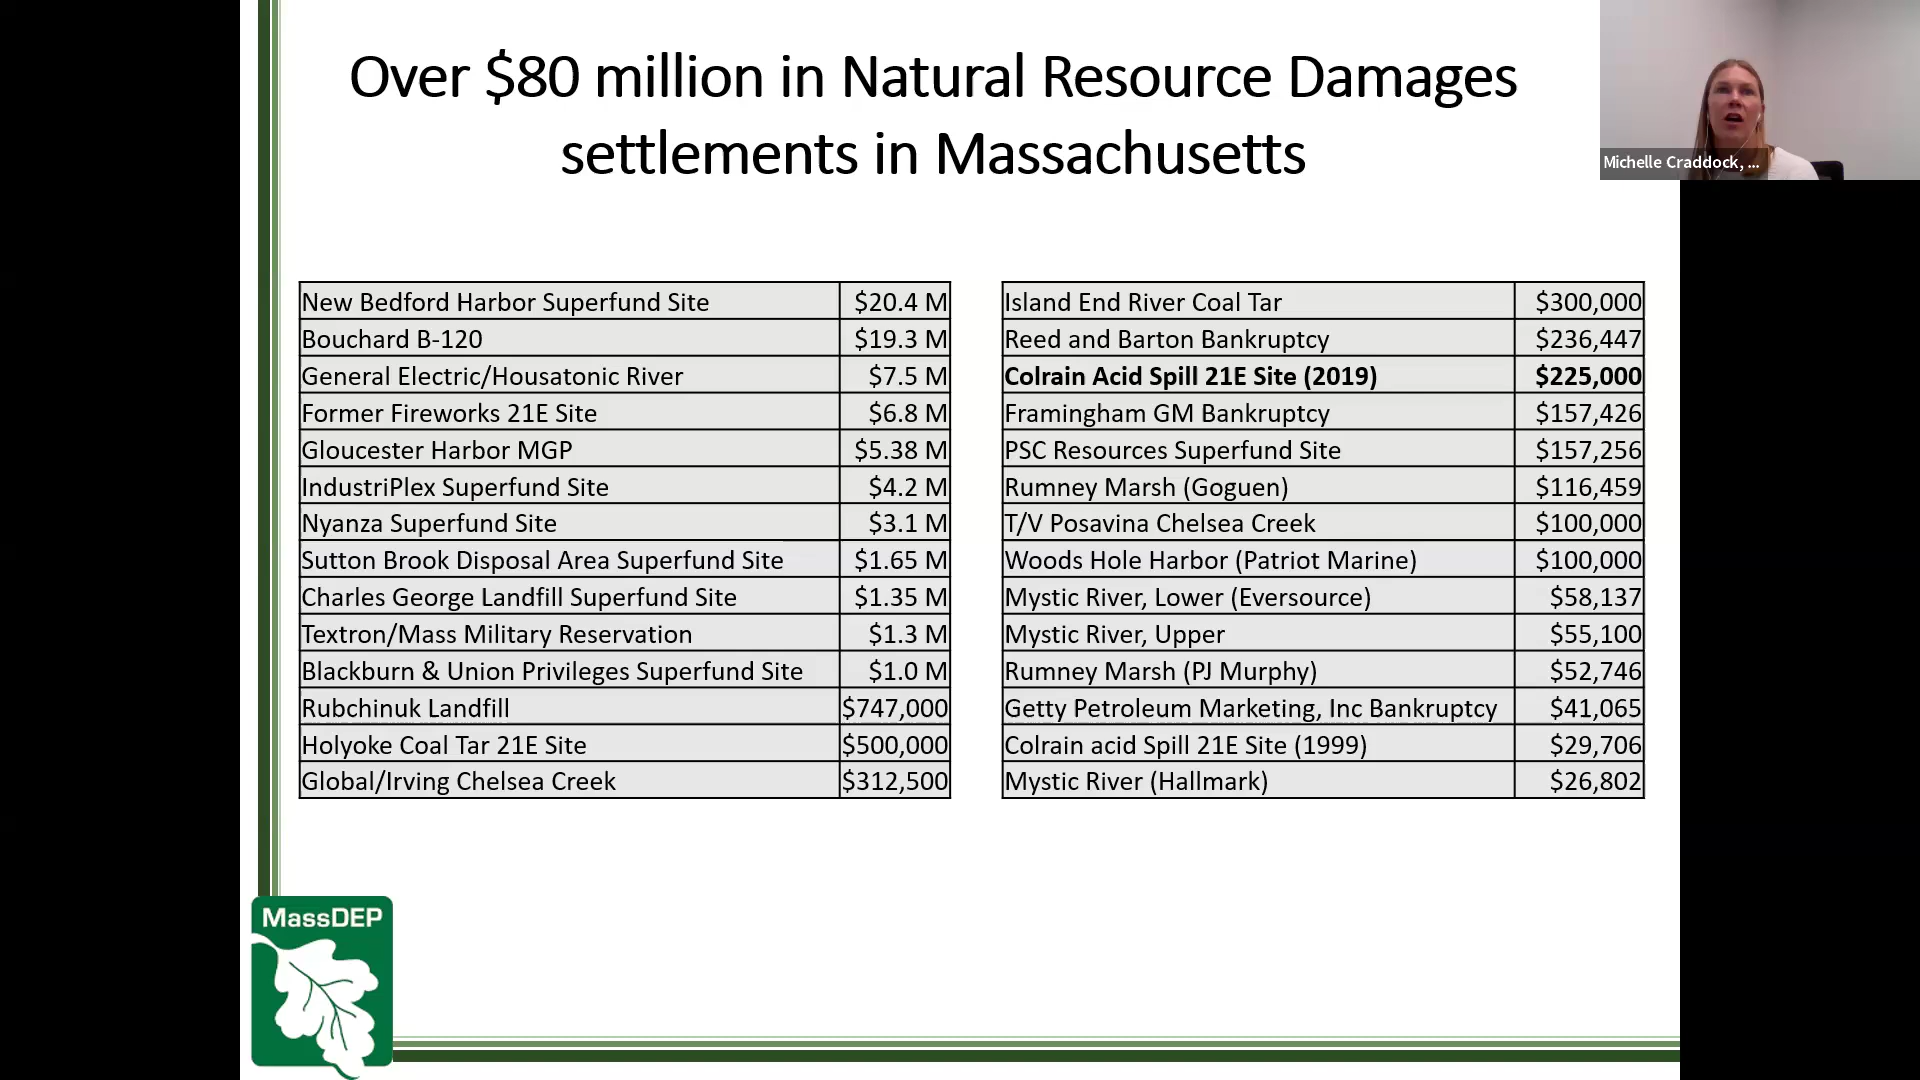 Over $80 million in Natural Resource Damages
settlements in Massachusetts
Michelle Craddock, ...
New Bedford Harbor Superfund Site $20.4 M
Bouchard B-120 $19.3 M
General Electric/Housatonic River $7.5 M
Former Fireworks 21E Site $6.8 M
Gloucester Harbor MGP $5.38 M
IndustriPlex Superfund Site $4.2 M
Nyanza Superfund Site $3.1 M
Sutton Brook Disposal Area Superfund Site $1.65 M
Charles George Landfill Superfund Site $1.35 M
Textron/Mass Military Reservation $1.3 M
Blackburn & Union Privileges Superfund Site $1.0 M
Rubchinuk Landfill $747,000
Holyoke Coal Tar 21E Site $500,000
Global/Irving Chelsea Creek $312,500
Island End River Coal Tar $300,000
Reed and Barton Bankruptcy $236,447
Colrain Acid Spill 21E Site (2019) $225,000
Framingham GM Bankruptcy $157,426
PSC Resources Superfund Site $157,256
Rumney Marsh (Goguen) $116,459
T/V Posavina Chelsea Creek $100,000
Woods Hole Harbor (Patriot Marine) $100,000
Mystic River, Lower (Eversource) $58,137
Mystic River, Upper $55,100
Rumney Marsh (PJ Murphy) $52,746
Getty Petroleum Marketing, Inc Bankruptcy $41,065
Colrain acid Spill 21E Site (1999) $29,706
Mystic River (Hallmark) $26,802
MassDEP